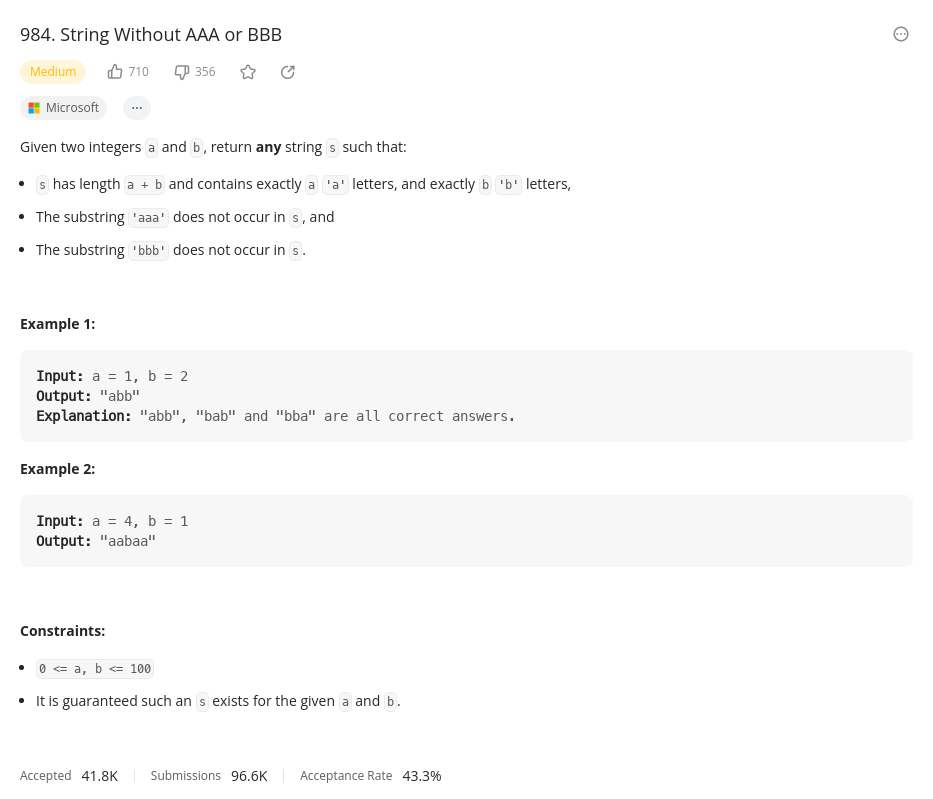 984. String Without AAA or BBB
Medium 710 356
Microsoft ...
Given two integers a and b, return any string s such that:
• s has length a + b and contains exactly a 'a' letters, and exactly b 'b' letters,
• The substring 'aaa' does not occur in s, and
• The substring 'bbb' does not occur in s.
Example 1:
Input: a = 1, b = 2
Output: "abb"
Explanation: "abb", "bab" and "bba" are all correct answers.
Example 2:
Input: a = 4, b = 1
Output: "aabaa"
Constraints:
• 0 <= a, b <= 100
• It is guaranteed such an s exists for the given a and b.
Accepted 41.8K Submissions 96.6K Acceptance Rate 43.3%